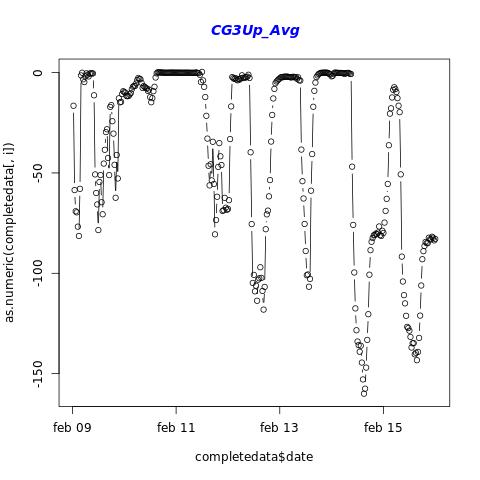 CG3Up_Avg
as.numeric(completedata[, i])
0
-50
-100
-150
feb 09
feb 11
feb 13
feb 15
completedata$date